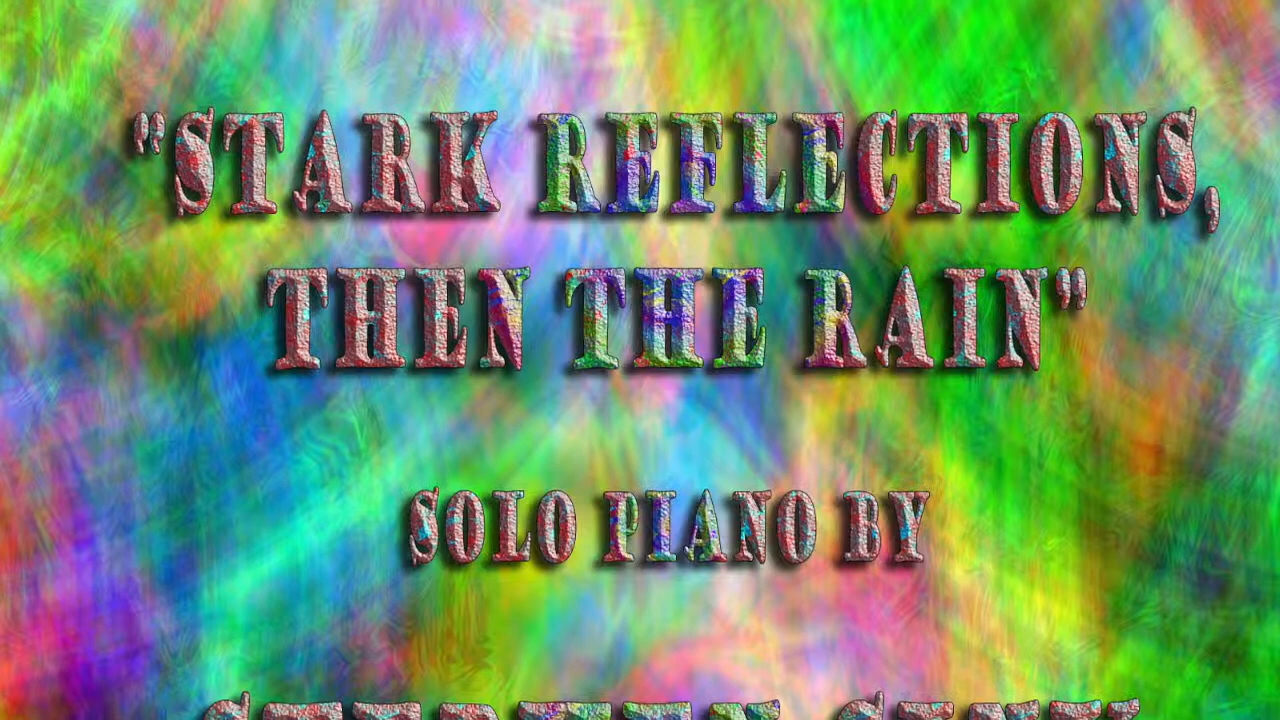 "STARK REFLECTIONS,
THEN THE RAIN"
SOLO PIANO BY